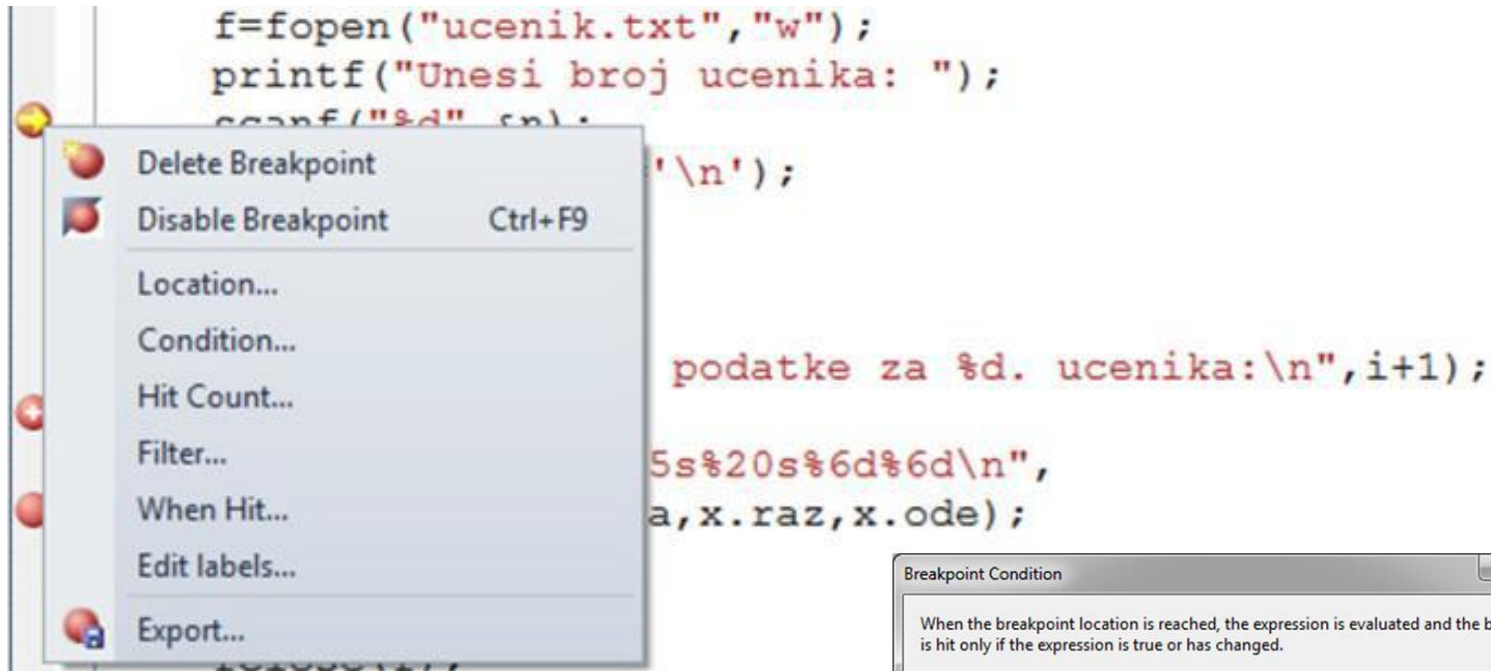 f=fopen("ucenik.txt","w");
printf("Unesi broj ucenika: ");
scanf("%d" &n);
Delete Breakpoint
'\n');
Disable Breakpoint Ctrl+F9
Location...
Condition...
podatke za %d. ucenika:\n",i+1);
Hit Count...
Filter...
5s%20s%6d%6d\n",
When Hit...
a,x.raz,x.ode);
Edit labels...
Breakpoint Condition
Export...
When the breakpoint location is reached, the expression is evaluated and the b
is hit only if the expression is true or has changed.